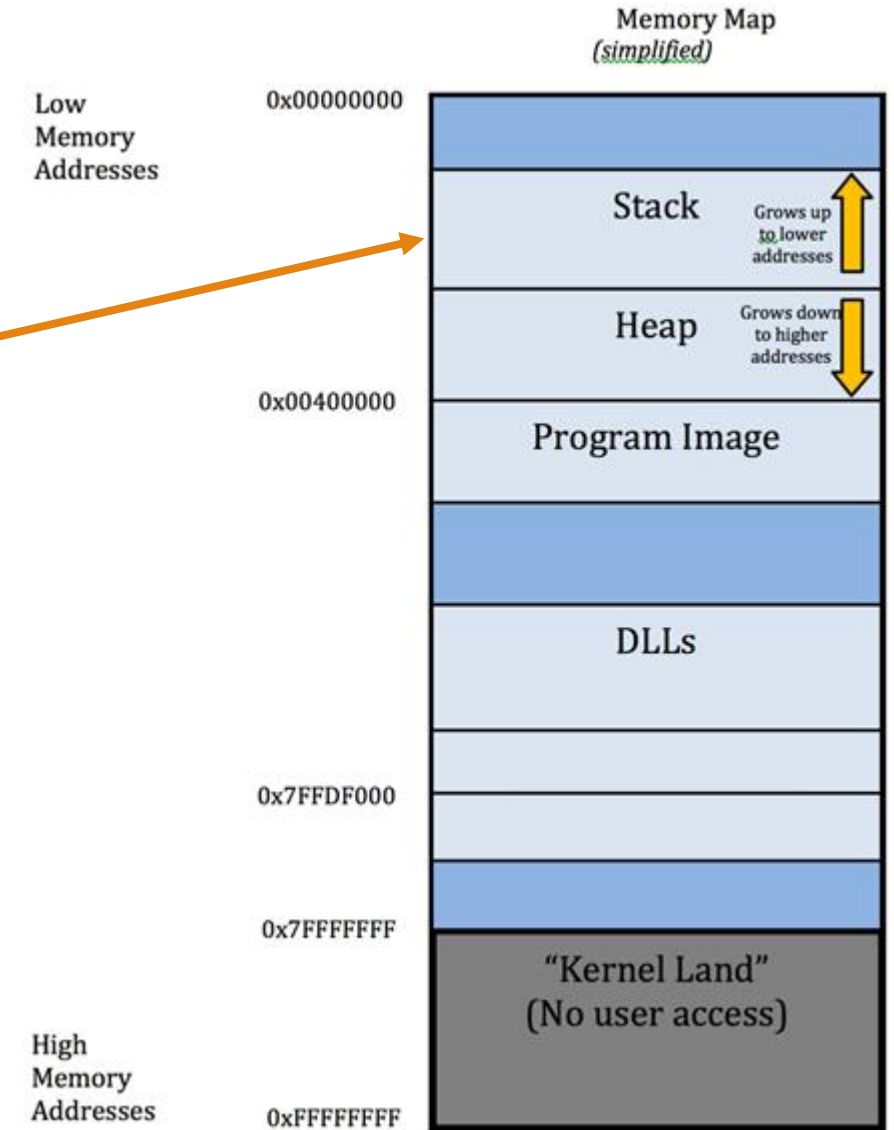 Memory Map
(simplified)
Low
Memory
Addresses
0x00000000
Stack
Grows up
to lower
addresses
Heap
Grows down
to higher
addresses
0x00400000
Program Image
DLLs
0x7FFDF000
0x7FFFFFFF
“Kernel Land”
(No user access)
High
Memory
Addresses
0xFFFFFFFF